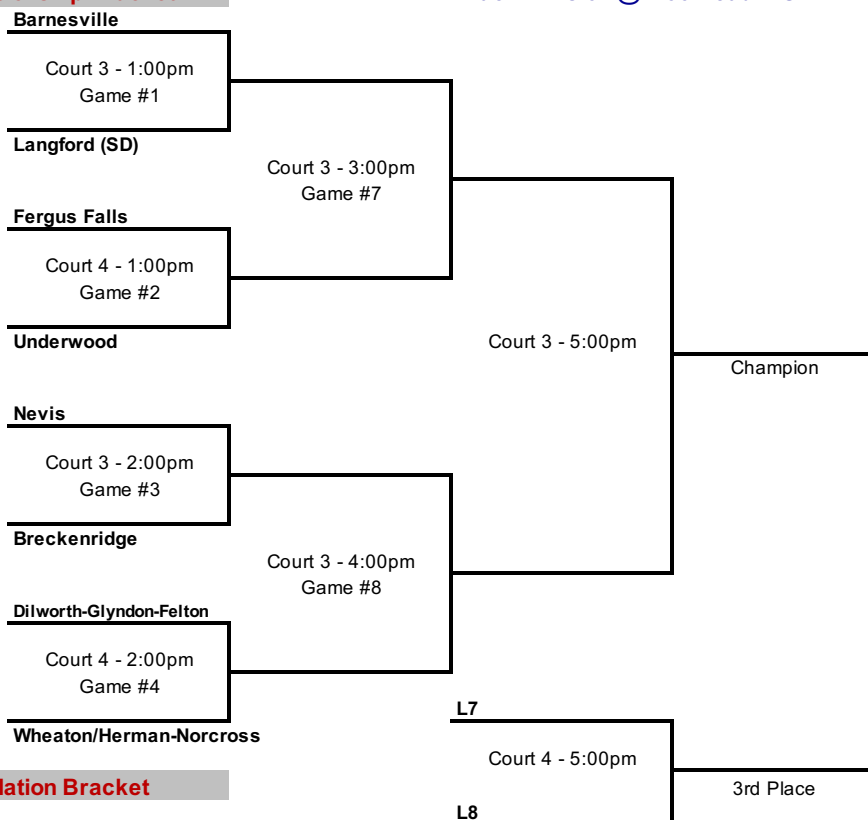 Barnesville
Court 3 - 1:00pm
Game #1
Langford (SD)
Court 3 - 3:00pm
Game #7
Fergus Falls
Court 4 - 1:00pm
Game #2
Underwood
Court 3 - 5:00pm
Champion
Nevis
Court 3 - 2:00pm
Game #3
Breckenridge
Court 3 - 4:00pm
Game #8
Dilworth-Glyndon-Felton
Court 4 - 2:00pm
Game #4
Wheaton/Herman-Norcross
L7
Court 4 - 5:00pm
3rd Place
L8
lation Bracket